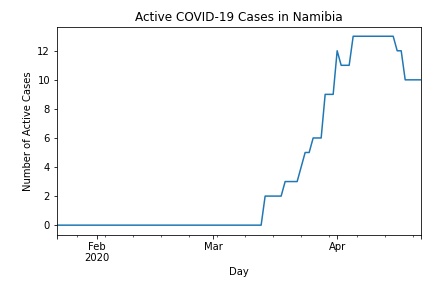 Active COVID-19 Cases in Namibia
Number of Active Cases
12
10
8
6
4
2
0
Feb
2020
Mar
Apr
Day